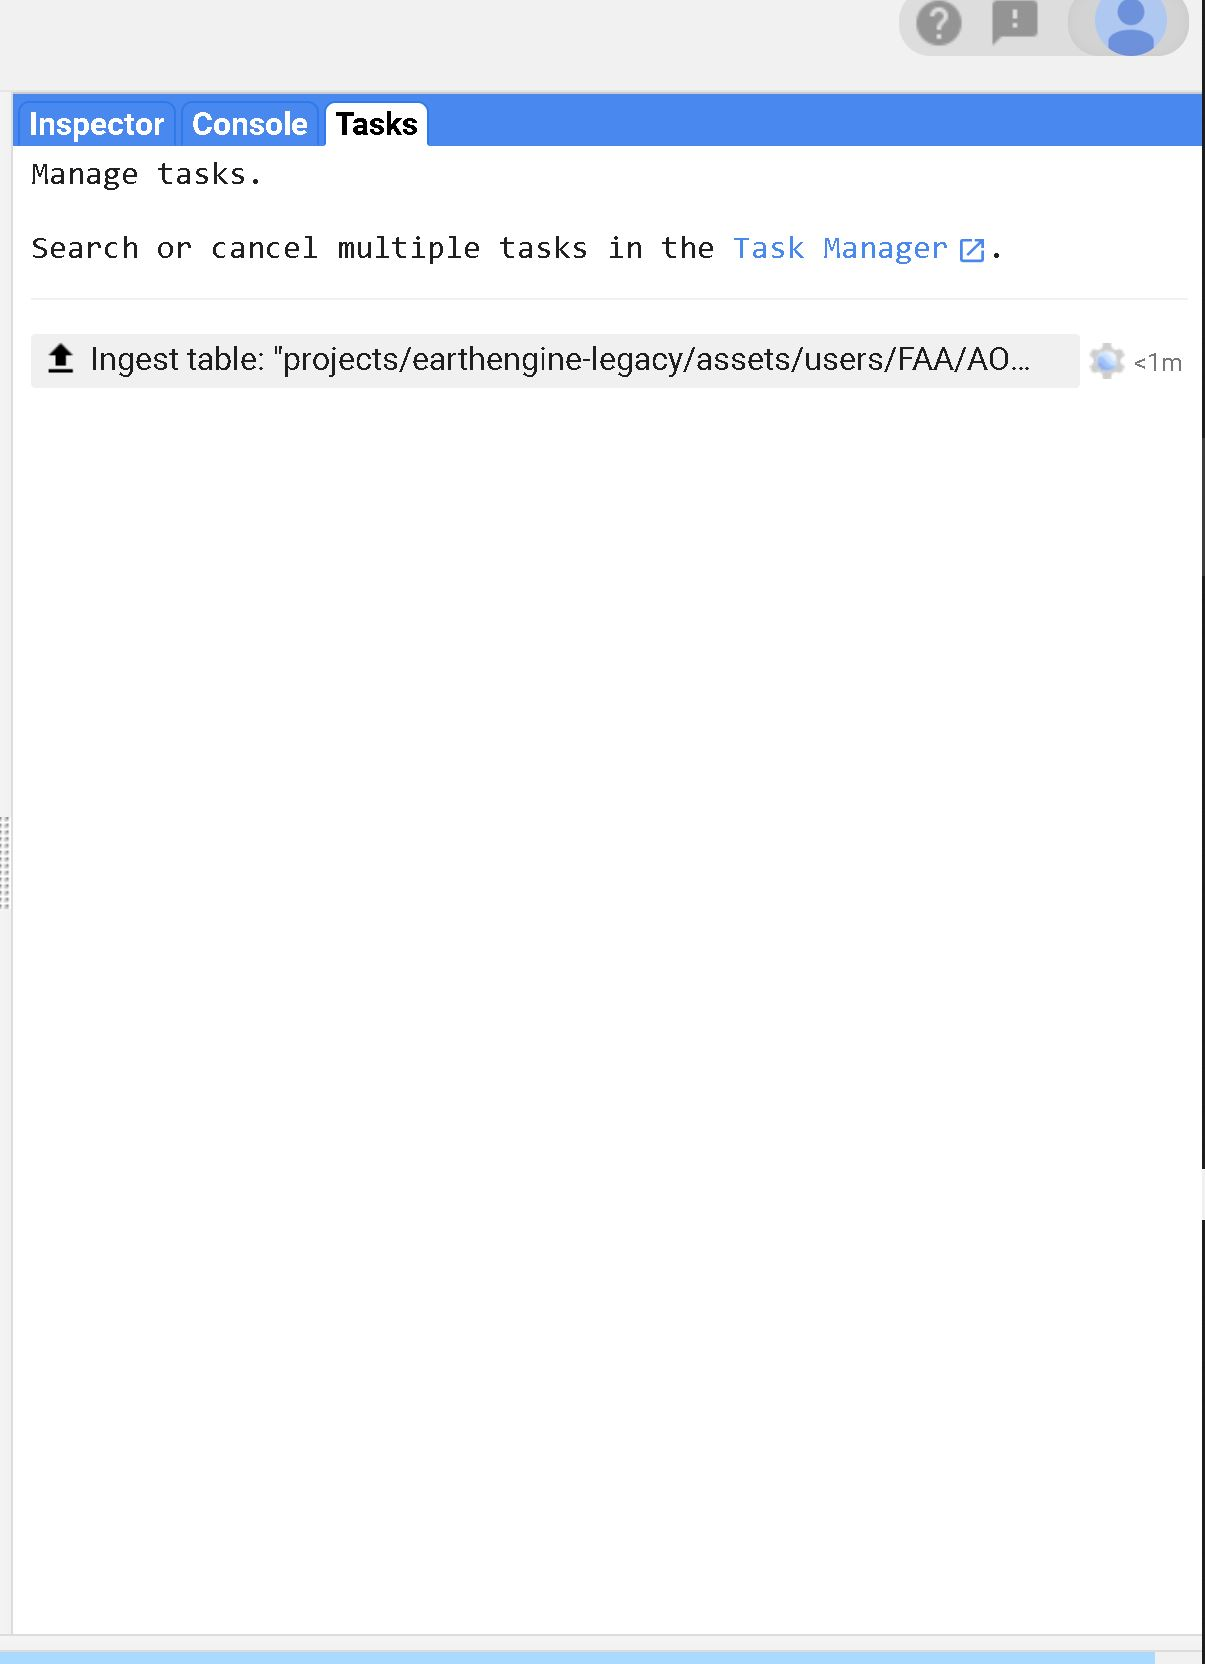 Inspector Console Tasks
Manage tasks.
Search or cancel multiple tasks in the Task Manager.
Ingest table: "projects/earthengine-legacy/assets/users/FAA/AO... <1m